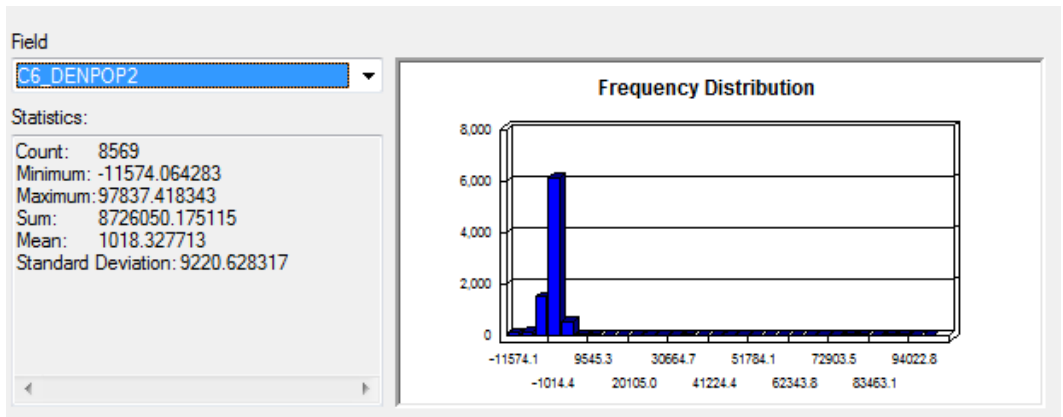 Field
C6_DENPOP2
Statistics:
Count: 8569
Minimum: -11574.064283
Maximum: 97837.418343
Sum: 8726050.175115
Mean: 1018.327713
Standard Deviation: 9220.628317
Frequency Distribution
8,000
6,000
4,000
2,000
0
-11574.1 9545.3 30664.7 51784.1 72903.5 94022.8
-1014.4 20105.0 41224.4 62343.8 83463.1